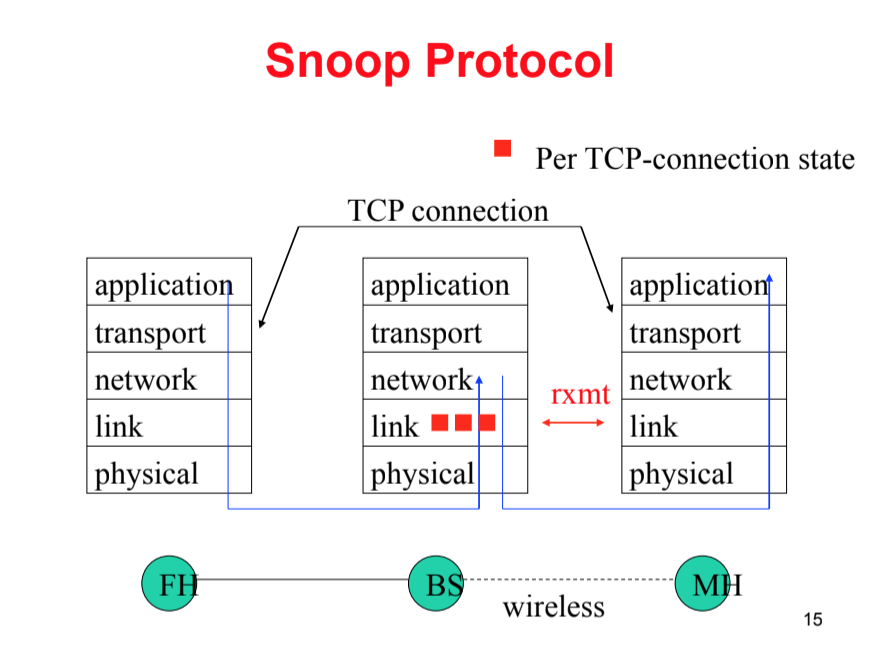 Snoop Protocol
Per TCP-connection state
TCP connection
application
transport
network
link
physical
application
transport
network
link
physical
rxmt
application
transport
network
link
physical
FH
BS
MH
wireless
15